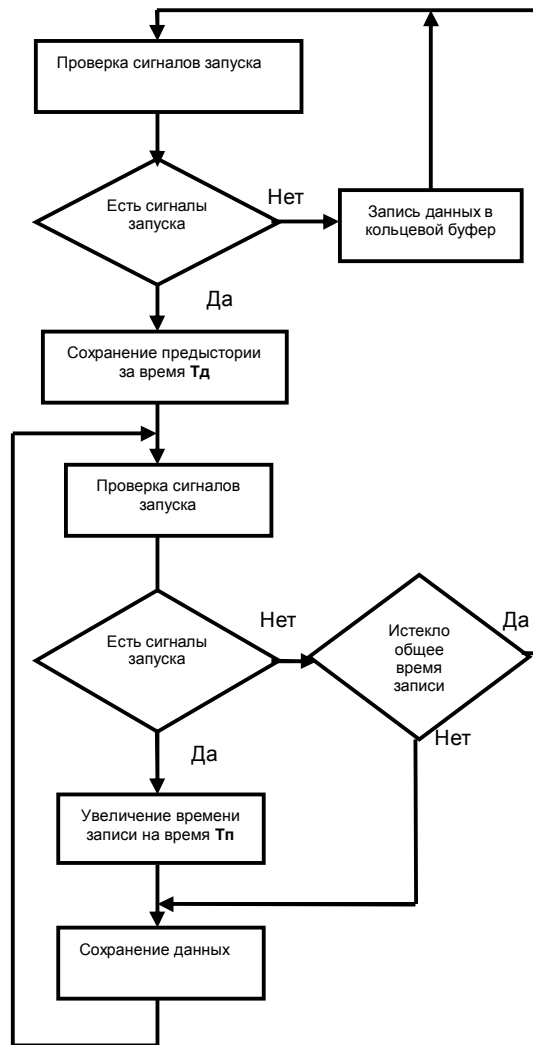 Проверка сигналов запуска
Есть сигналы
запуска
Нет
Запись данных в
кольцевой буфер
Да
Сохранение предыстории
за время Тд
Проверка сигналов
запуска
Есть сигналы
запуска
Нет
Истекло
общее
время
записи
Да
Нет
Да
Увеличение времени
записи на время Тп
Сохранение данных